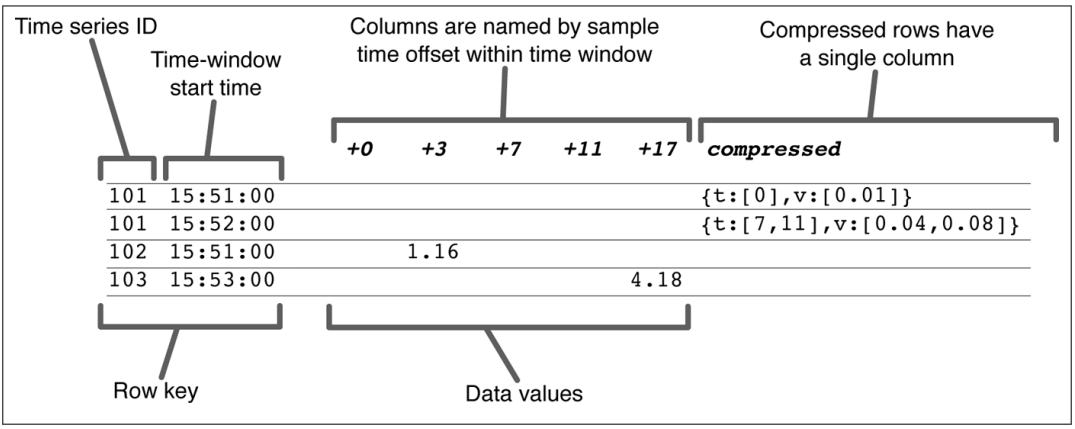 Time series ID
Time-window
start time
Columns are named by sample
time offset within time window
Compressed rows have
a single column
+0 +3 +7 +11 +17 compressed
101 15:51:00 {t:[0],v:[0.01]}
101 15:52:00 {t:[7,11],v:[0.04,0.08]}
102 15:51:00 1.16
103 15:53:00 4.18
Row key
Data values